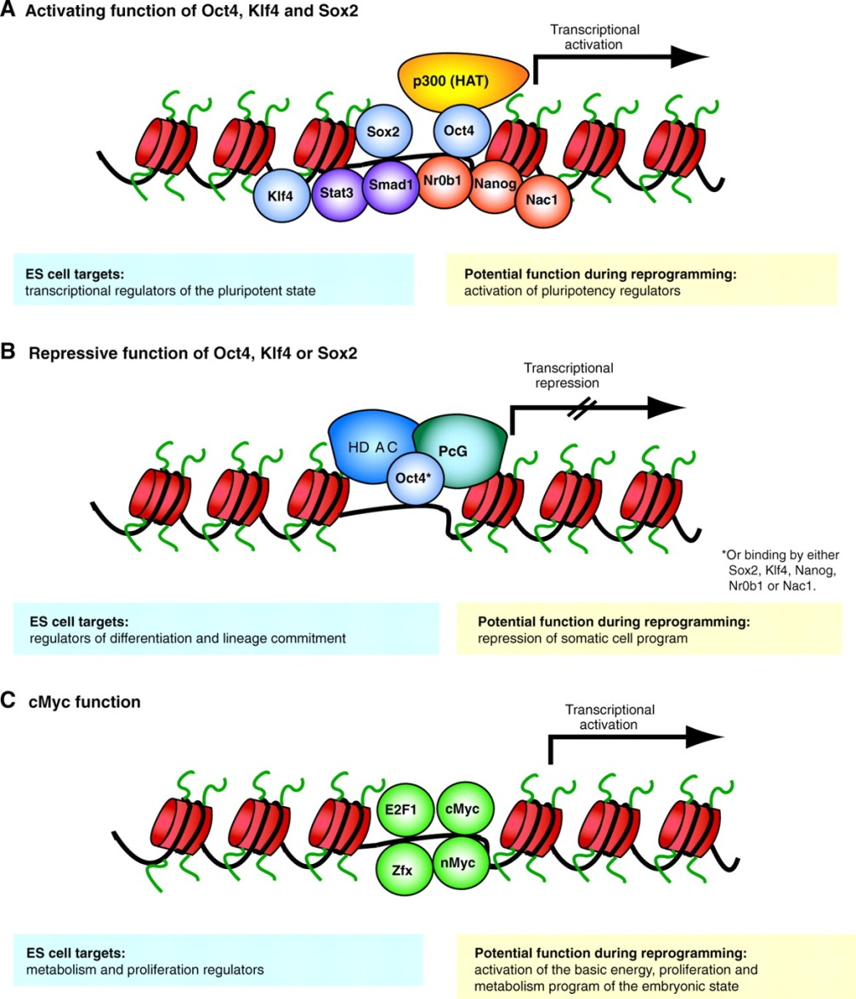 A Activating function of Oct4, Klf4 and Sox2
Transcriptional
activation
p300 (HAT)
Sox2
Oct4
Klf4
Stat3
Smad1
Nr0b1
Nanog
Nac1
ES cell targets:
transcriptional regulators of the pluripotent state
Potential function during reprogramming:
activation of pluripotency regulators
B Repressive function of Oct4, Klf4 or Sox2
Transcriptional
repression
HD A C
PcG
Oct4*
*Or binding by either
Sox2, Klf4, Nanog,
Nr0b1 or Nac1.
ES cell targets:
regulators of differentiation and lineage commitment
Potential function during reprogramming:
repression of somatic cell program
C cMyc function
Transcriptional
activation
E2F1
cMyc
Zfx
nMyc
ES cell targets:
metabolism and proliferation regulators
Potential function during reprogramming:
activation of the basic energy, proliferation and
metabolism program of the embryonic state